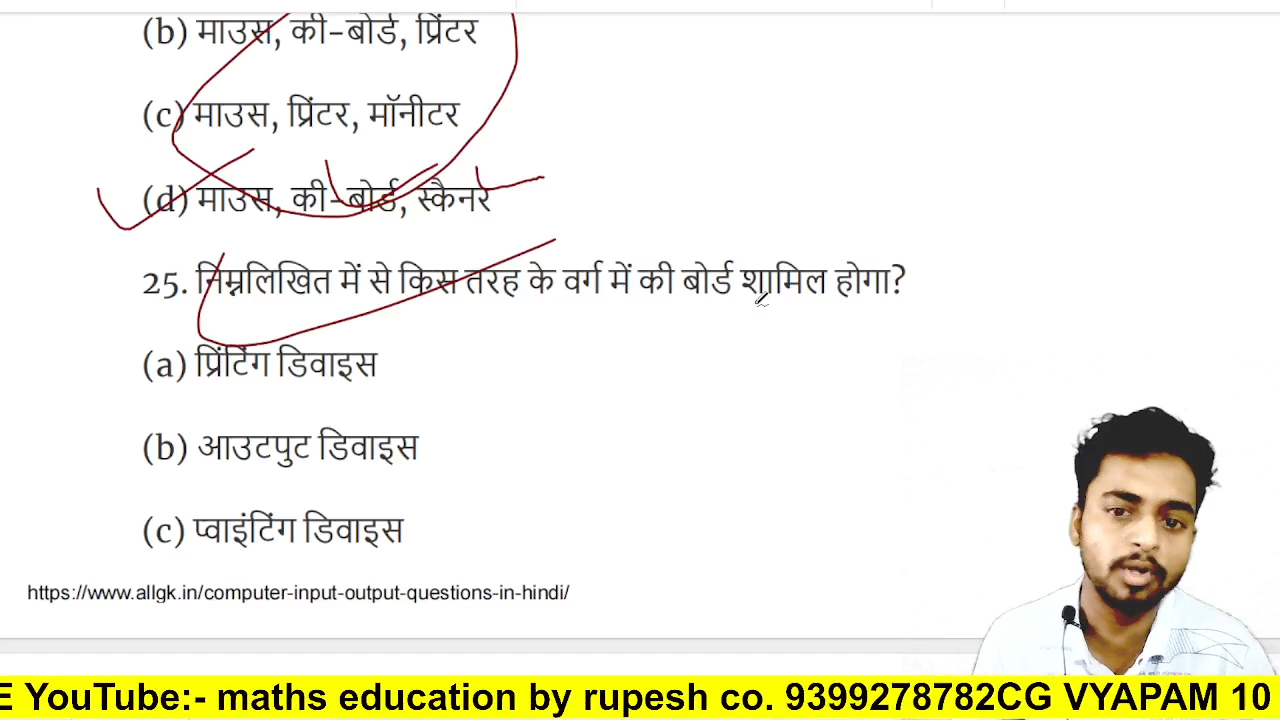 (b) माउस, की-बोर्ड, प्रिंटर
(c) माउस, प्रिंटर, मॉनीटर
(d) माउस, की-बोर्ड, स्कैनर
25. निम्नलिखित में से किस तरह के वर्ग में की बोर्ड शामिल होगा?
(a) प्रिंटिंग डिवाइस
(b) आउटपुट डिवाइस
(c) प्वाइंटिंग डिवाइस
https://www.allgk.in/computer-input-output-questions-in-hindi/
E YouTube:- maths education by rupesh co. 9399278782CG VYAPAM 10